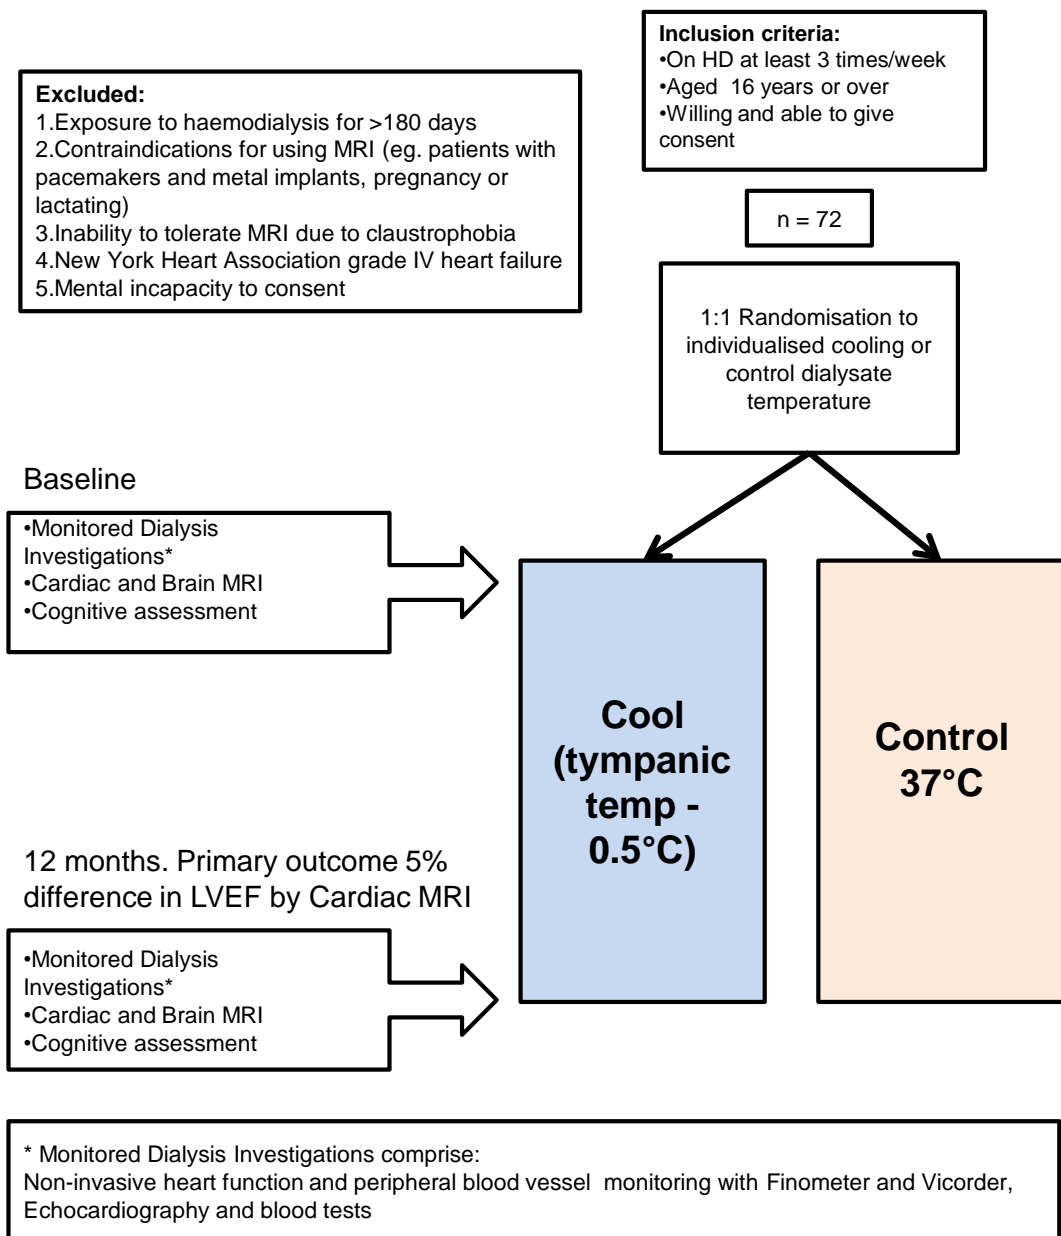 Inclusion criteria:
•On HD at least 3 times/week
•Aged  16 years or over
•Willing and able to give
consent
Excluded:
1.Exposure to haemodialysis for >180 days
2.Contraindications for using MRI (eg. patients with
pacemakers and metal implants, pregnancy or
lactating)
3.Inability to tolerate MRI due to claustrophobia
4.New York Heart Association grade IV heart failure
5.Mental incapacity to consent
n = 72
1:1 Randomisation to
individualised cooling or
control dialysate
temperature
Baseline
•Monitored Dialysis
Investigations*
•Cardiac and Brain MRI
•Cognitive assessment
Cool
(tympanic
temp -
0.5°C)
Control
37°C
12 months. Primary outcome 5%
difference in LVEF by Cardiac MRI
•Monitored Dialysis
Investigations*
•Cardiac and Brain MRI
•Cognitive assessment
* Monitored Dialysis Investigations comprise:
Non-invasive heart function and peripheral blood vessel  monitoring with Finometer and Vicorder,
Echocardiography and blood tests